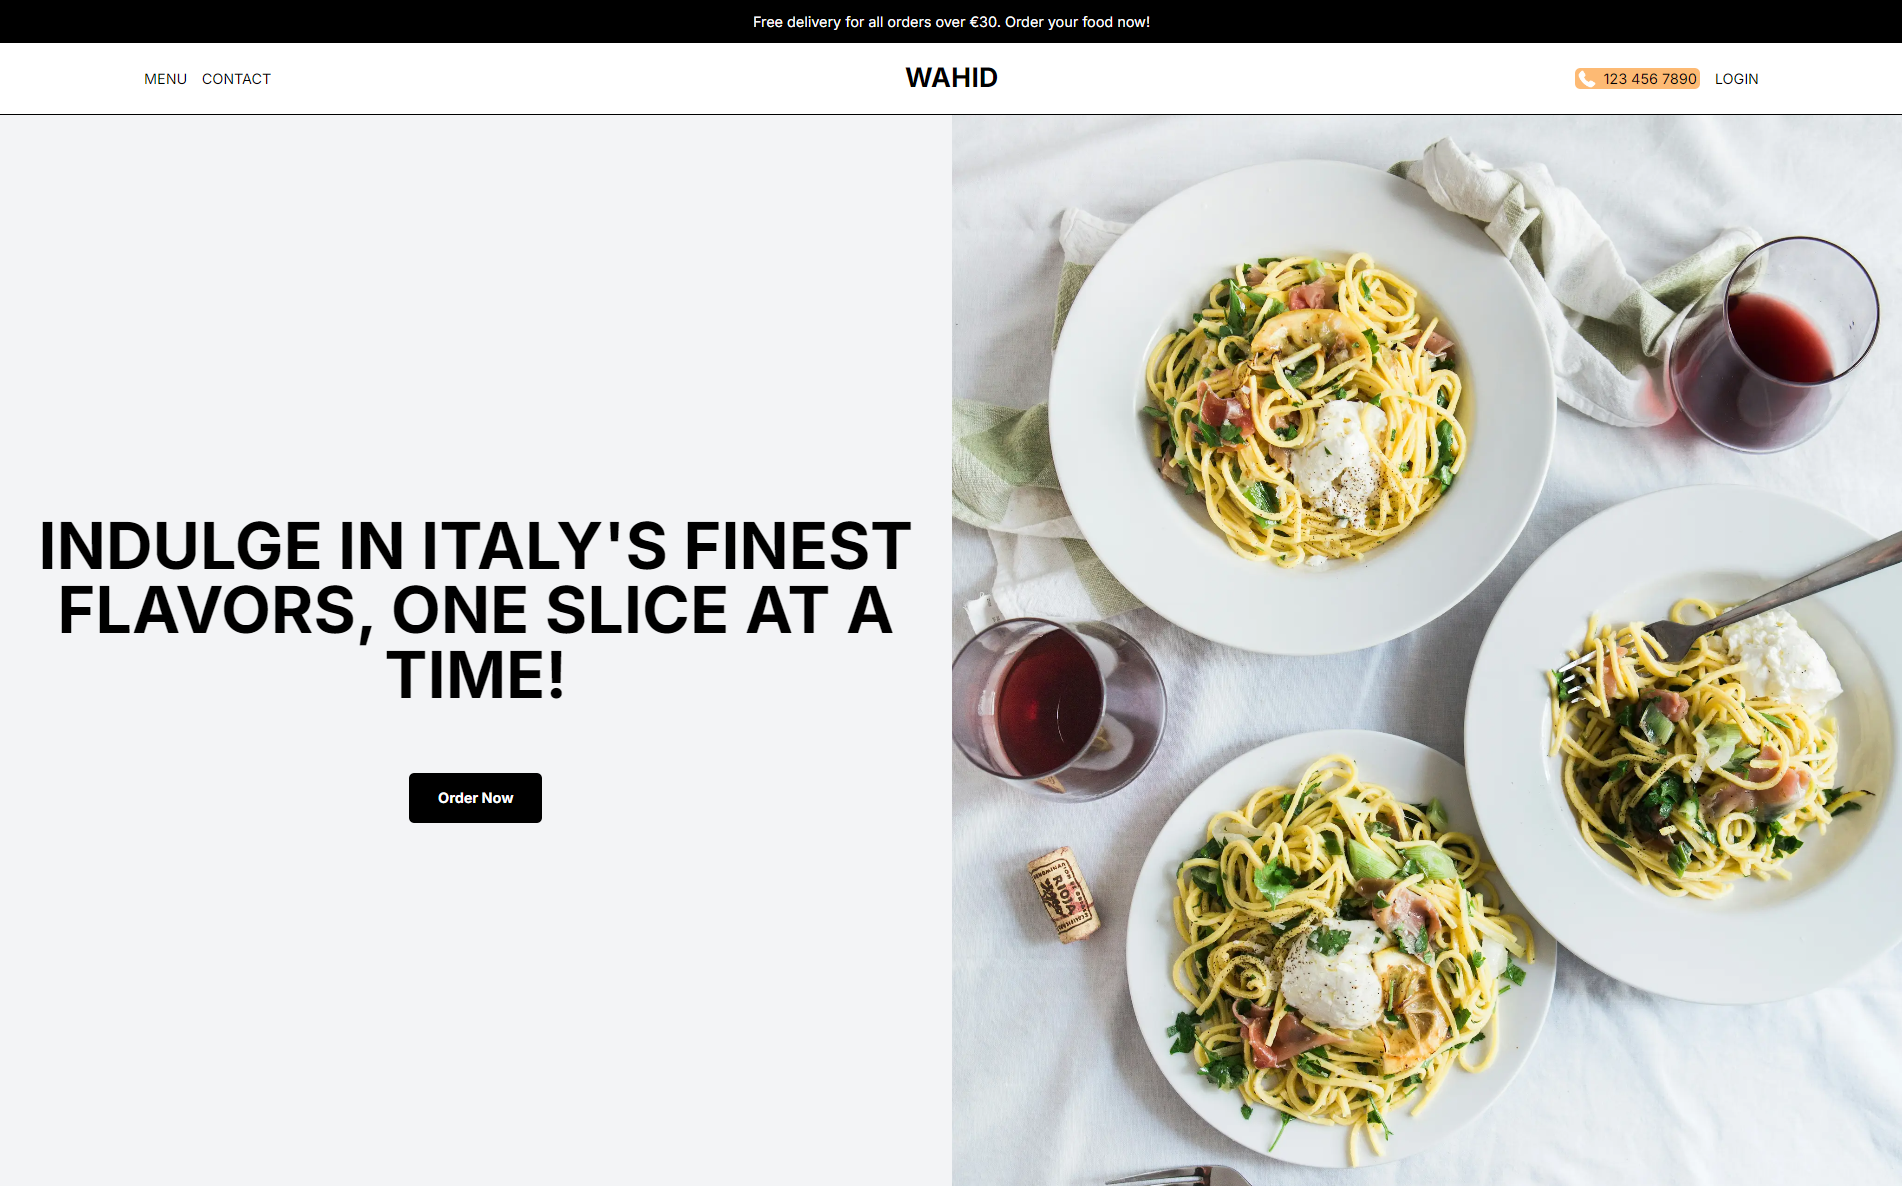 Free delivery for all orders over €30. Order your food now!
MENU CONTACT
WAHID
123 456 7890 LOGIN
INDULGE IN ITALY'S FINEST
FLAVORS, ONE SLICE AT A
TIME!
Order Now
RIOJA